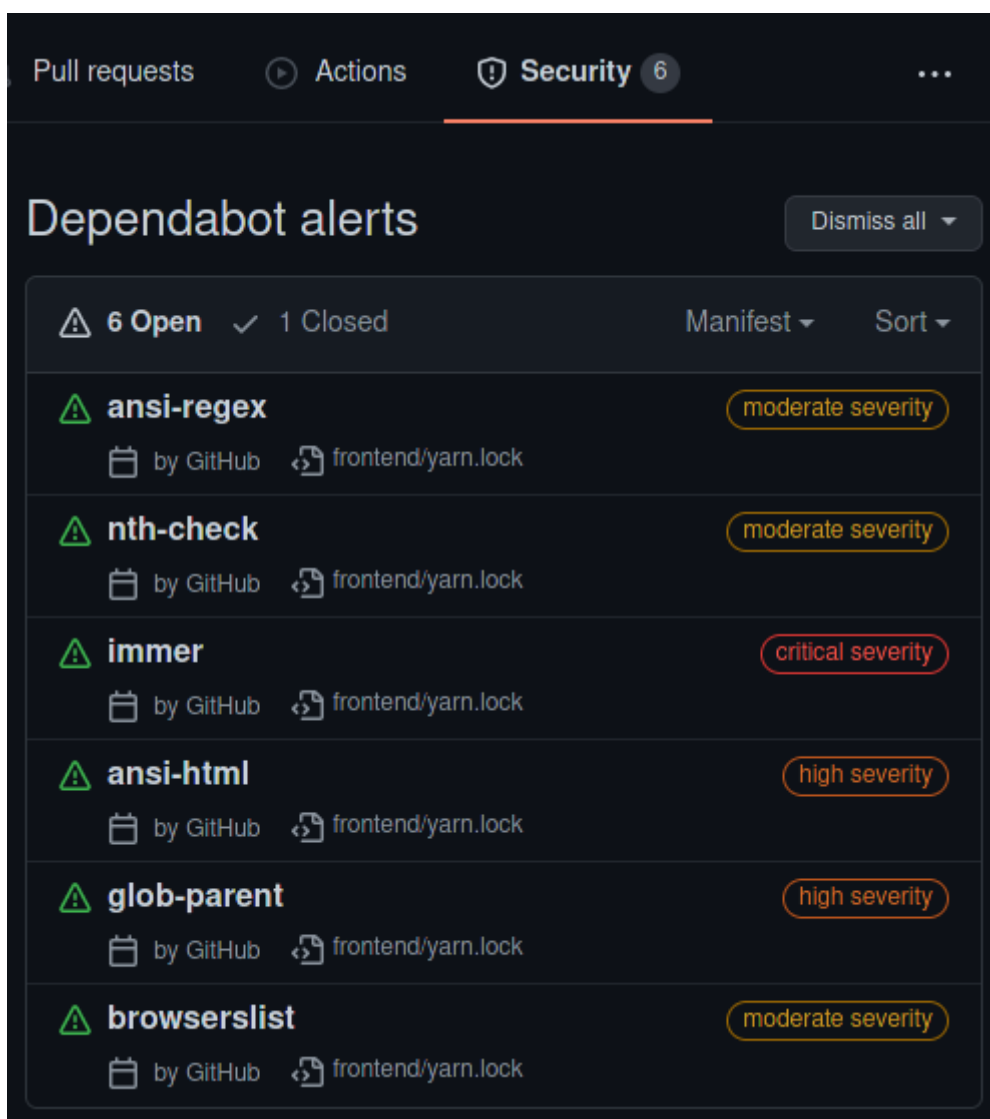 Pull requests Actions Security 6 ...
Dependabot alerts Dismiss all
6 Open 1 Closed Manifest Sort
ansi-regex moderate severity
by GitHub frontend/yarn.lock
nth-check moderate severity
by GitHub frontend/yarn.lock
immer critical severity
by GitHub frontend/yarn.lock
ansi-html high severity
by GitHub frontend/yarn.lock
glob-parent high severity
by GitHub frontend/yarn.lock
browserslist moderate severity
by GitHub frontend/yarn.lock